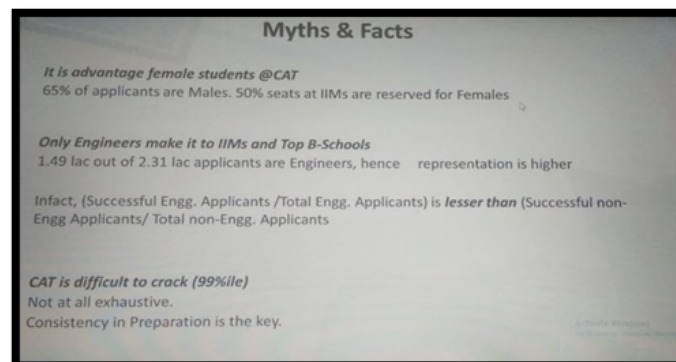 Myths & Facts
It is advantage female students @CAT
65% of applicants are Males. 50% seats at IIMs are reserved for Females
Only Engineers make it to IIMs and Top B-Schools
1.49 lac out of 2.31 lac applicants are Engineers, hence representation is higher
Infact, (Successful Engg. Applicants /Total Engg. Applicants) is lesser than (Successful non-
Engg Applicants/ Total non-Engg. Applicants
CAT is difficult to crack (99%ile)
Not at all exhaustive.
Consistency in Preparation is the key.
Activate Windows